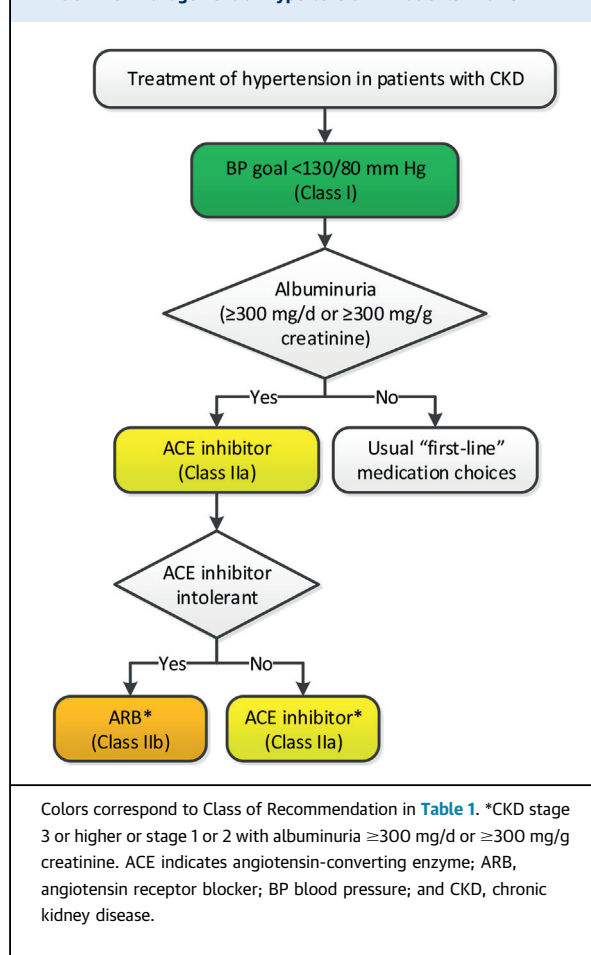 Treatment of hypertension in patients with CKD
BP goal <130/80 mm Hg
(Class I)
Albuminuria
(≥300 mg/d or ≥300 mg/g
creatinine)
Yes
No
ACE inhibitor
(Class IIa)
Usual “first-line”
medication choices
ACE inhibitor
intolerant
Yes
No
ARB*
(Class IIb)
ACE inhibitor*
(Class IIa)
Colors correspond to Class of Recommendation in Table 1. *CKD stage
3 or higher or stage 1 or 2 with albuminuria ≥300 mg/d or ≥300 mg/g
creatinine. ACE indicates angiotensin-converting enzyme; ARB,
angiotensin receptor blocker; BP blood pressure; and CKD, chronic
kidney disease.